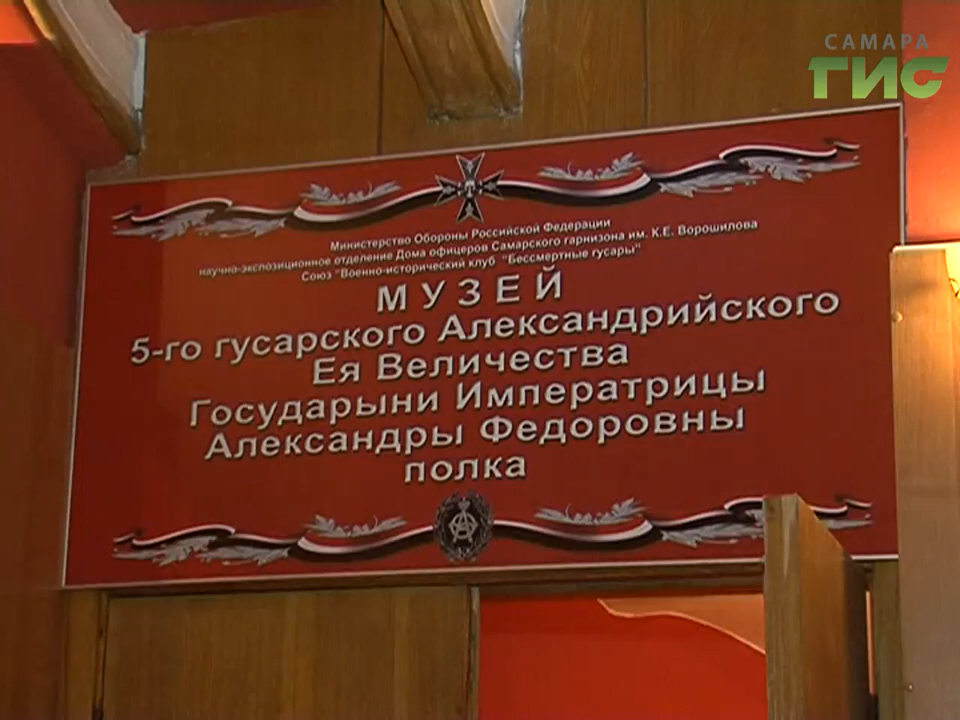 САМАРА
ГИС
Министерство Обороны Российской Федерации
научно-экспозиционное отделение Дома офицеров Самарского гарнизона им. К.Е. Ворошилова
Союз "Военно-исторический клуб "Бессмертные гусары"
МУЗЕЙ
5-го гусарского Александрийского
Ея Величества
Государыни Императрицы
Александры Федоровны
полка